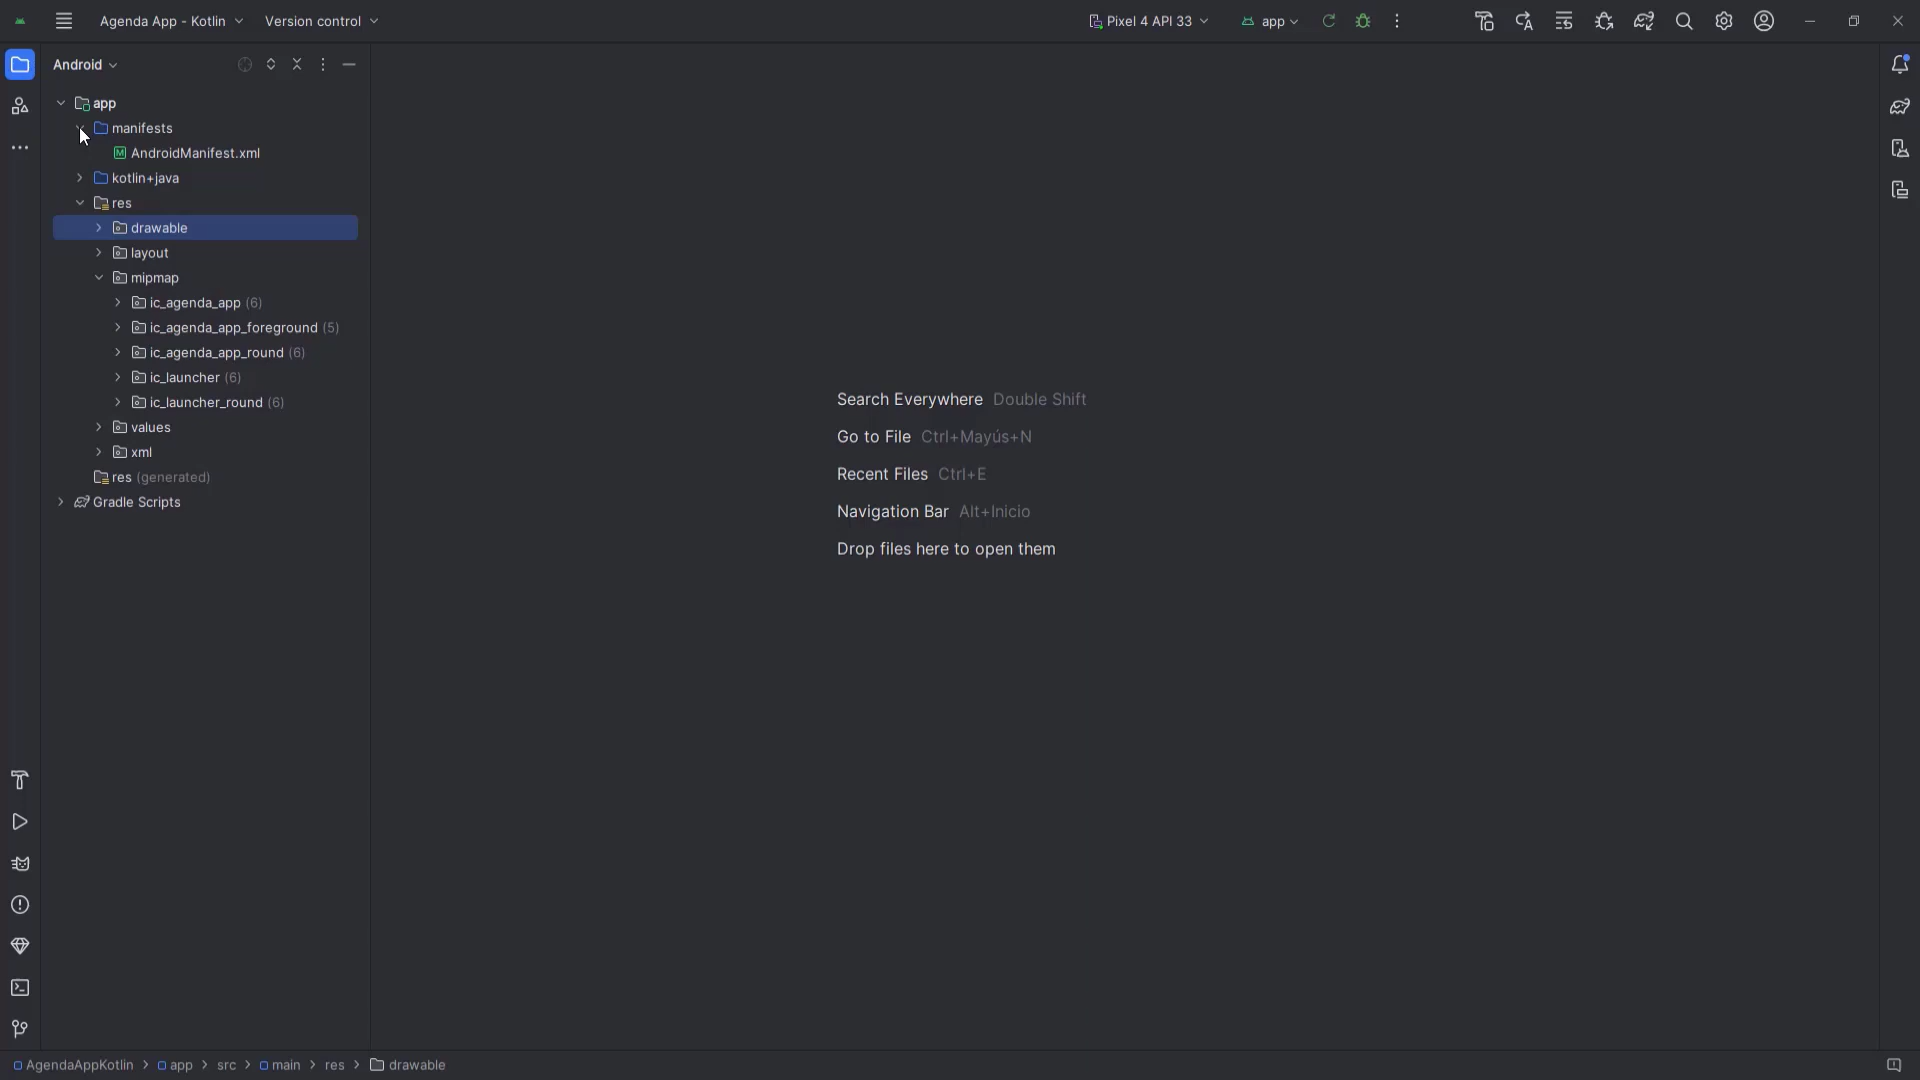 Agenda App - Kotlin Version control Pixel 4 API 33 app
Android
app
manifests
AndroidManifest.xml
kotlin+java
res
drawable
layout
mipmap
ic_agenda_app (6)
ic_agenda_app_foreground (5)
ic_agenda_app_round (6)
ic_launcher (6)
ic_launcher_round (6)
values
xml
res (generated)
Gradle Scripts
Search Everywhere Double Shift
Go to File Ctrl+Mayús+N
Recent Files Ctrl+E
Navigation Bar Alt+Inicio
Drop files here to open them
AgendaAppKotlin > app > src > main > res > drawable